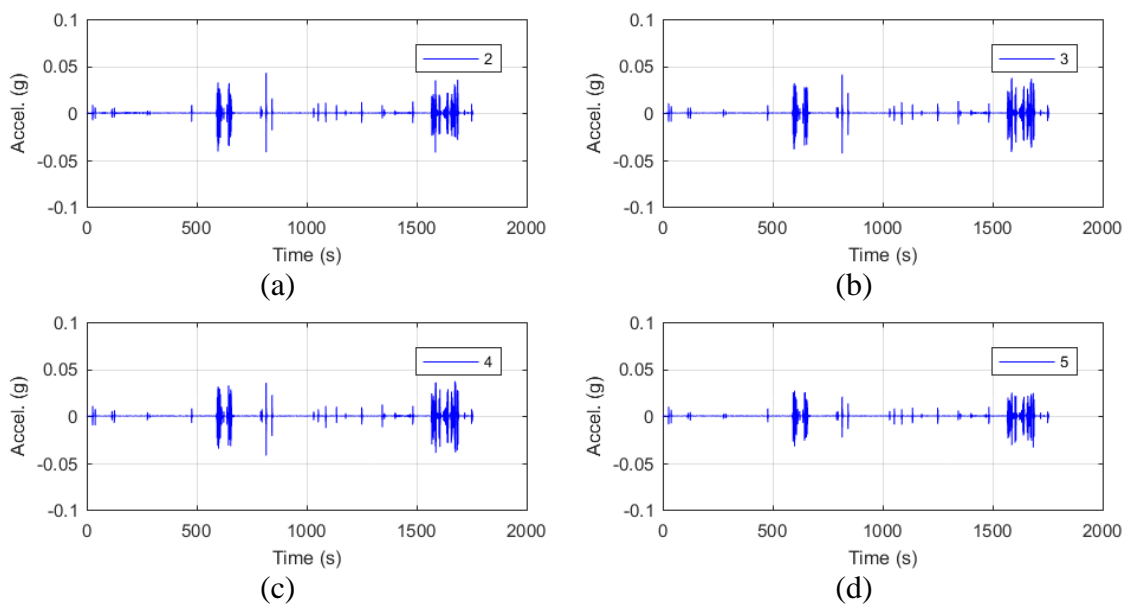 0.1 0.1
2 3
0.05 0.05
Accel. (g) Accel. (g)
0 0
-0.05 -0.05
-0.1 -0.1
0 500 1000 1500 2000 0 500 1000 1500 2000
Time (s) Time (s)
(a) (b)
0.1 0.1
4 5
0.05 0.05
Accel. (g) Accel. (g)
0 0
-0.05 -0.05
-0.1 -0.1
0 500 1000 1500 2000 0 500 1000 1500 2000
Time (s) Time (s)
(c) (d)